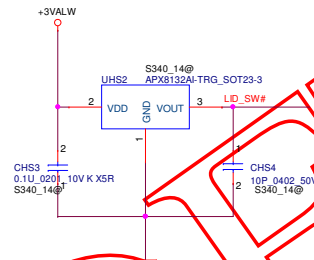 +3VALW
S340_14@
UHS2 APX8132AI-TRG_SOT23-3
2 VDD GND VOUT 3 LID_SW#
1
2
CHS3
0.1U_0201_10V K X5R
S340_14@
1
1
CHS4
10P_0402_50V
2
S340_14@